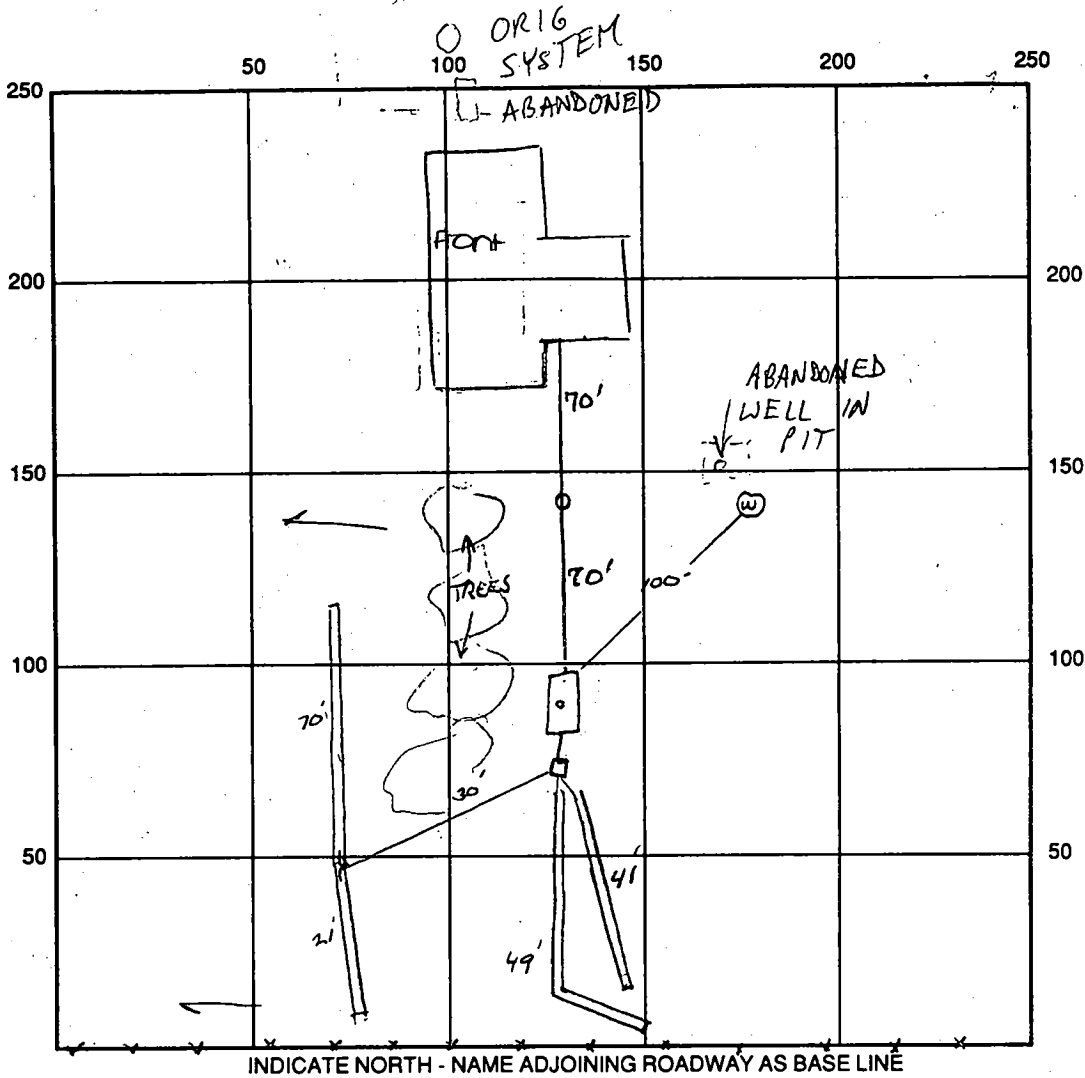 ORIG
SYSTEM
50 100 150 200 250
250
ABANDONED
Front
200 200
ABANDONED
WELL IN
PIT
70'
150 150
W
70'
100'
TREES
100 100
70'
30'
50 50
41'
21'
49'
INDICATE NORTH - NAME ADJOINING ROADWAY AS BASE LINE